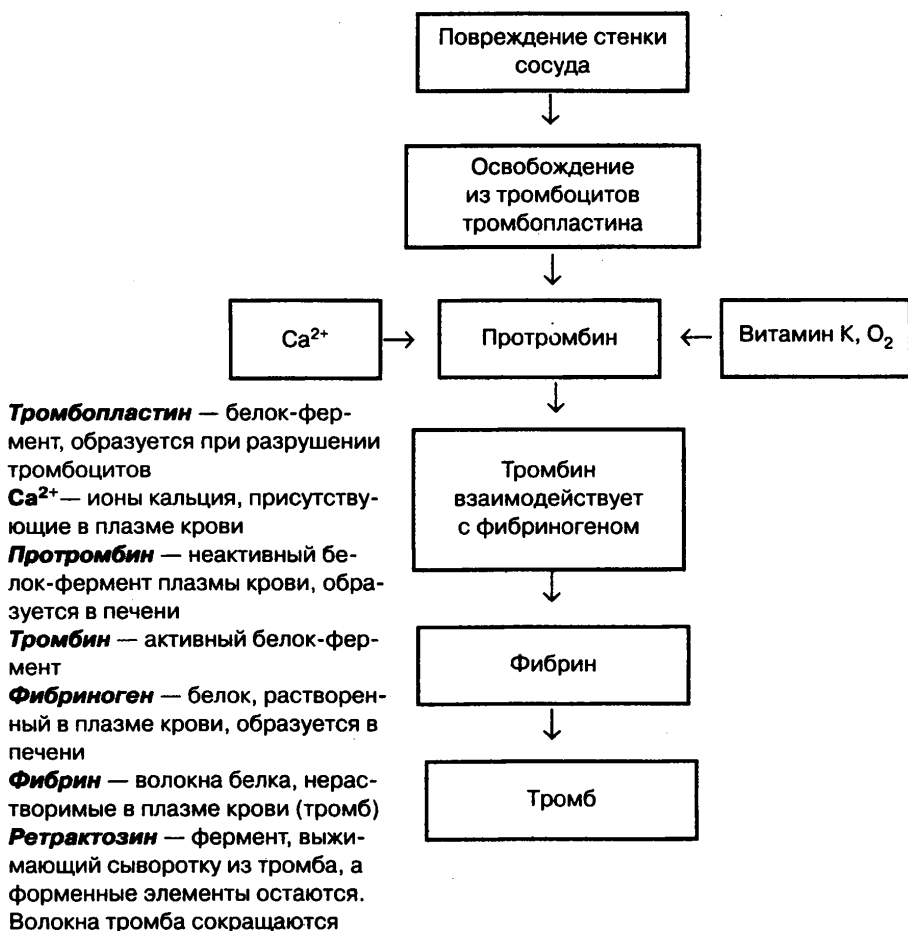 Повреждение стенки
сосуда
Освобождение
из тромбоцитов
тромбопластина
Ca²⁺
Протромбин
Витамин К, O₂
Тромбин
взаимодействует
с фибриногеном
Фибрин
Тромб
Тромбопластин — белок-фер-
мент, образуется при разрушении
тромбоцитов
Ca²⁺— ионы кальция, присутству-
ющие в плазме крови
Протромбин — неактивный бе-
лок-фермент плазмы крови, обра-
зуется в печени
Тромбин — активный белок-фер-
мент
Фибриноген — белок, растворен-
ный в плазме крови, образуется в
печени
Фибрин — волокна белка, нерас-
творимые в плазме крови (тромб)
Ретрактозин — фермент, выжи-
мающий сыворотку из тромба, а
форменные элементы остаются.
Волокна тромба сокращаются